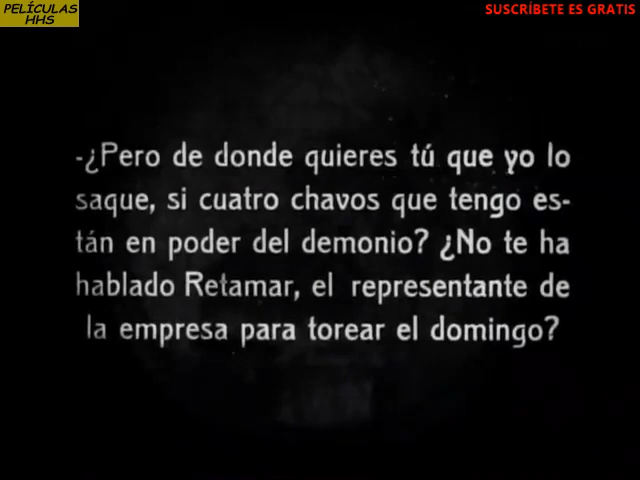 PELÍCULAS
HHS
SUSCRÍBETE ES GRATIS
-¿Pero de donde quieres tú que yo lo
saque, si cuatro chavos que tengo es-
tán en poder del demonio? ¿No te ha
hablado Retamar, el representante de
la empresa para torear el domingo?